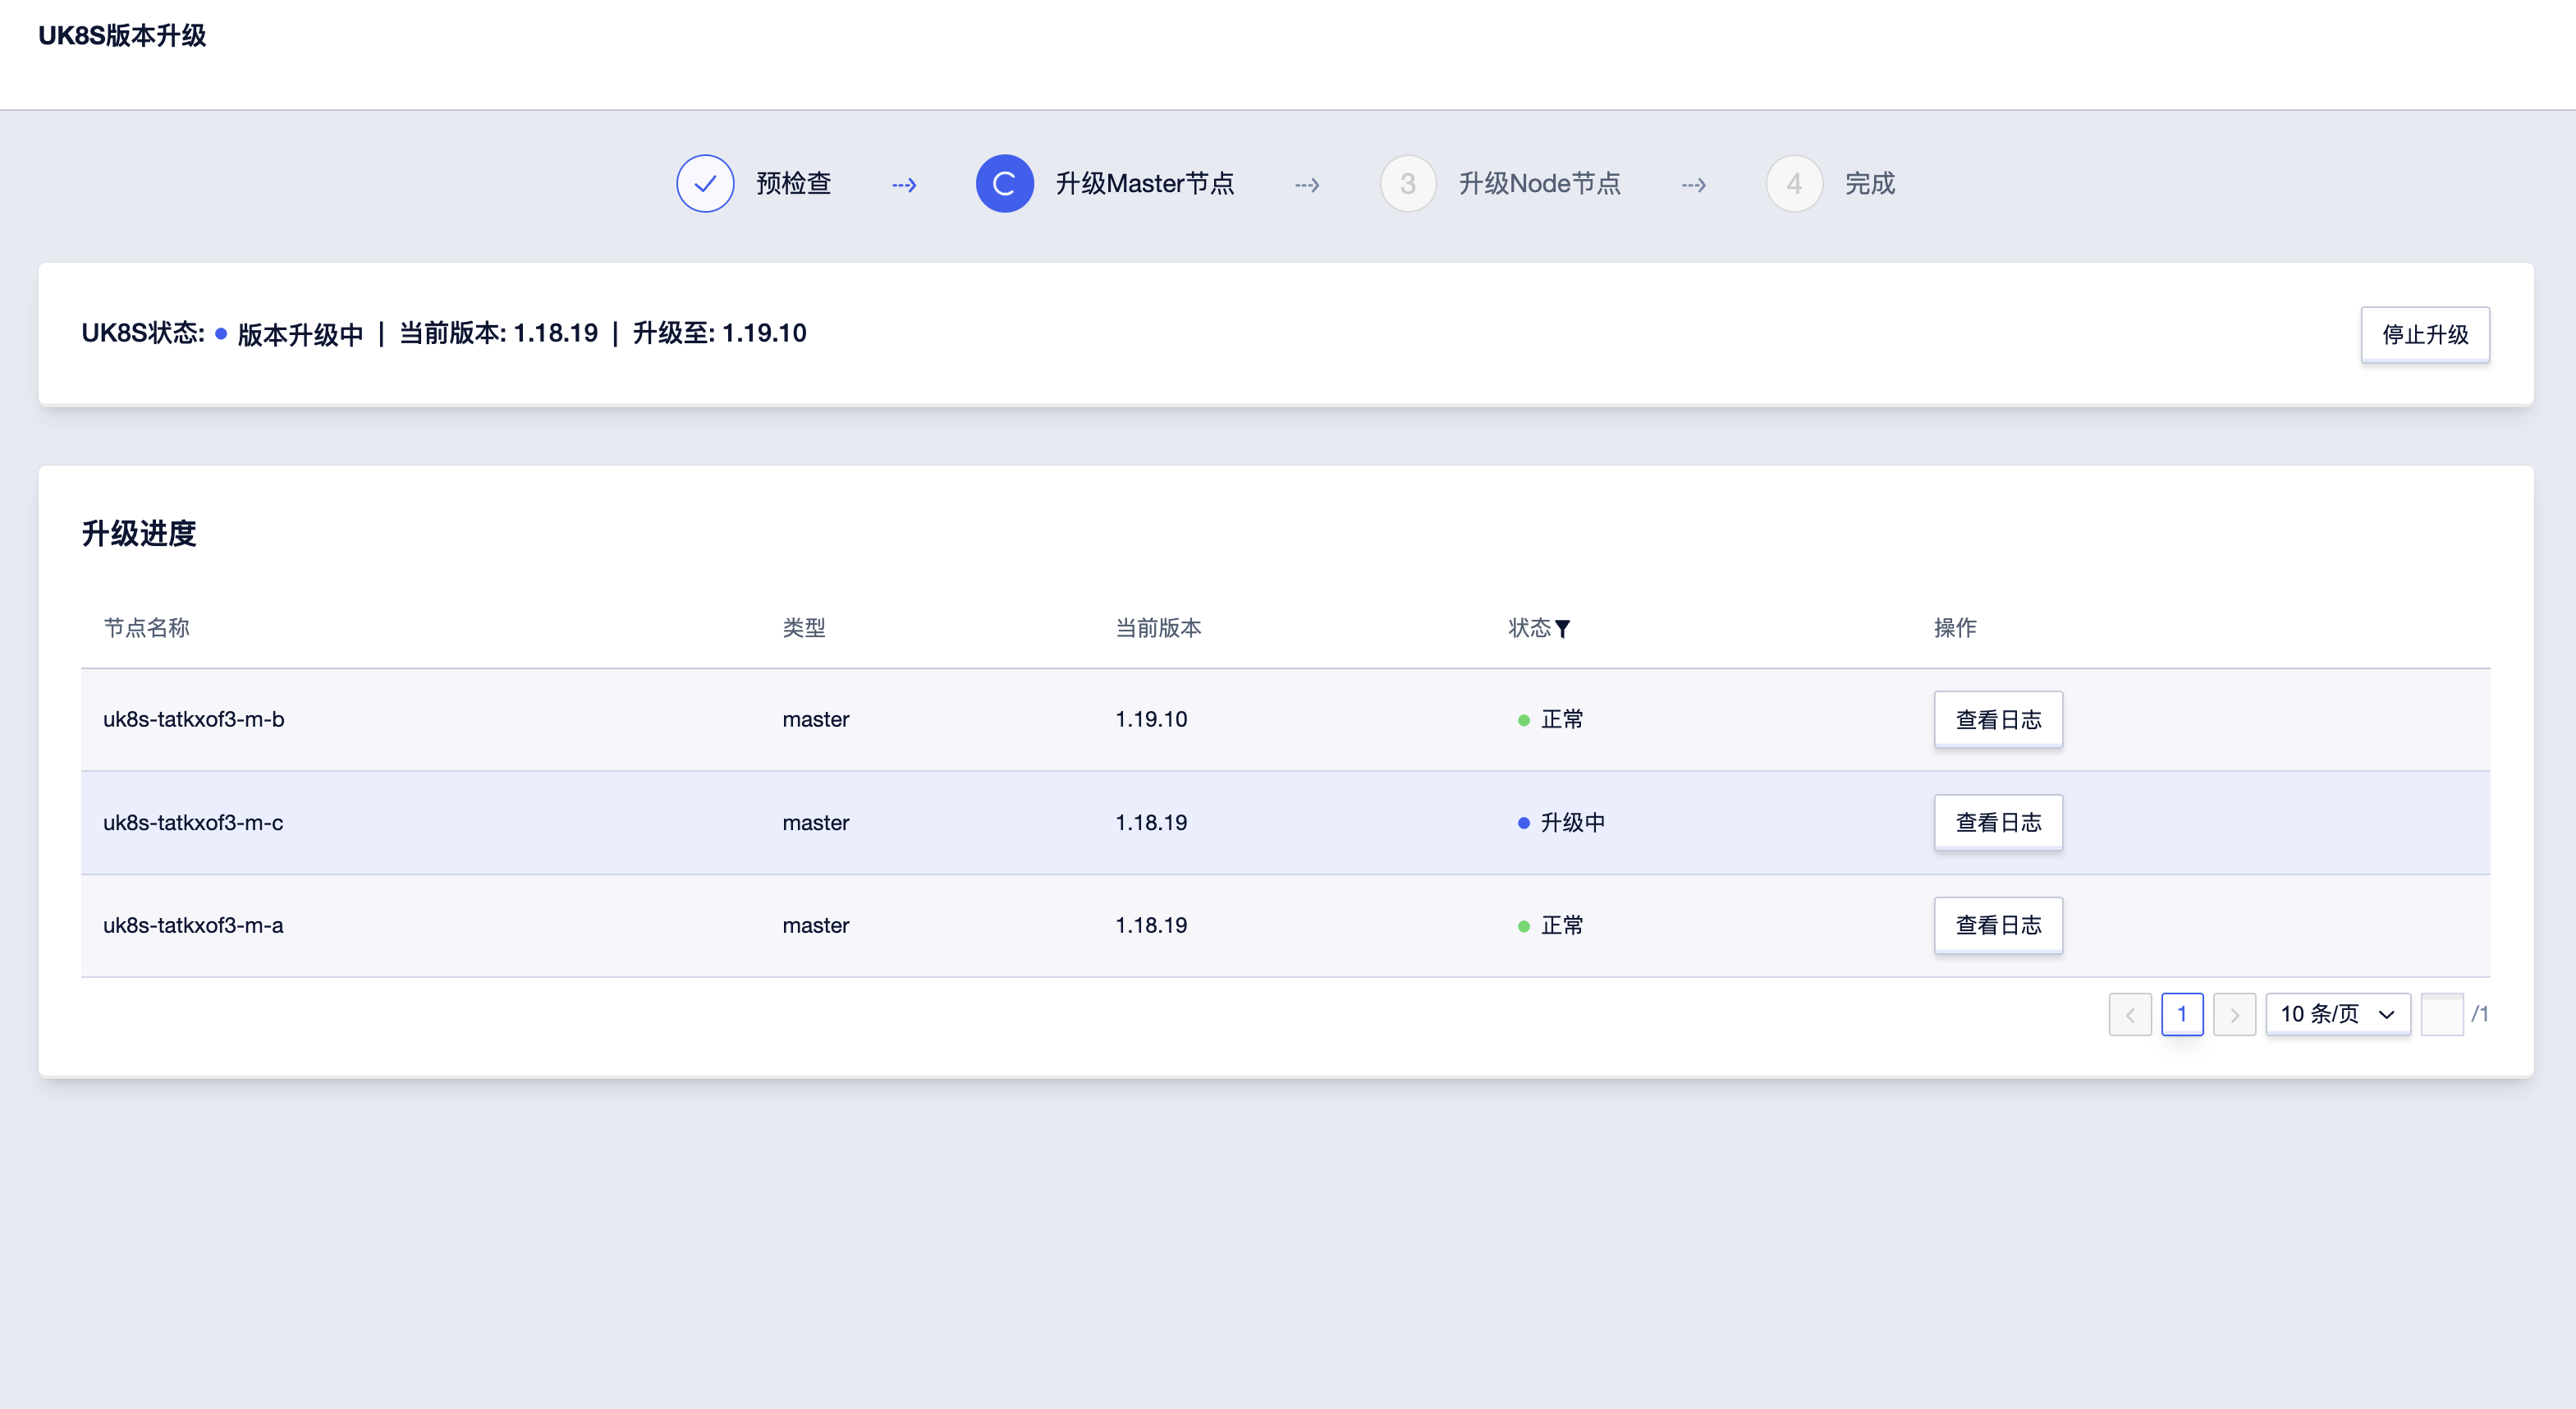 UK8S版本升级
预检查 升级Master节点 3 升级Node节点 4 完成
UK8S状态: 版本升级中 | 当前版本: 1.18.19 | 升级至: 1.19.10 停止升级
升级进度
节点名称 类型 当前版本 状态 操作
uk8s-tatkxof3-m-b master 1.19.10 正常 查看日志
uk8s-tatkxof3-m-c master 1.18.19 升级中 查看日志
uk8s-tatkxof3-m-a master 1.18.19 正常 查看日志
1 10 条/页 /1